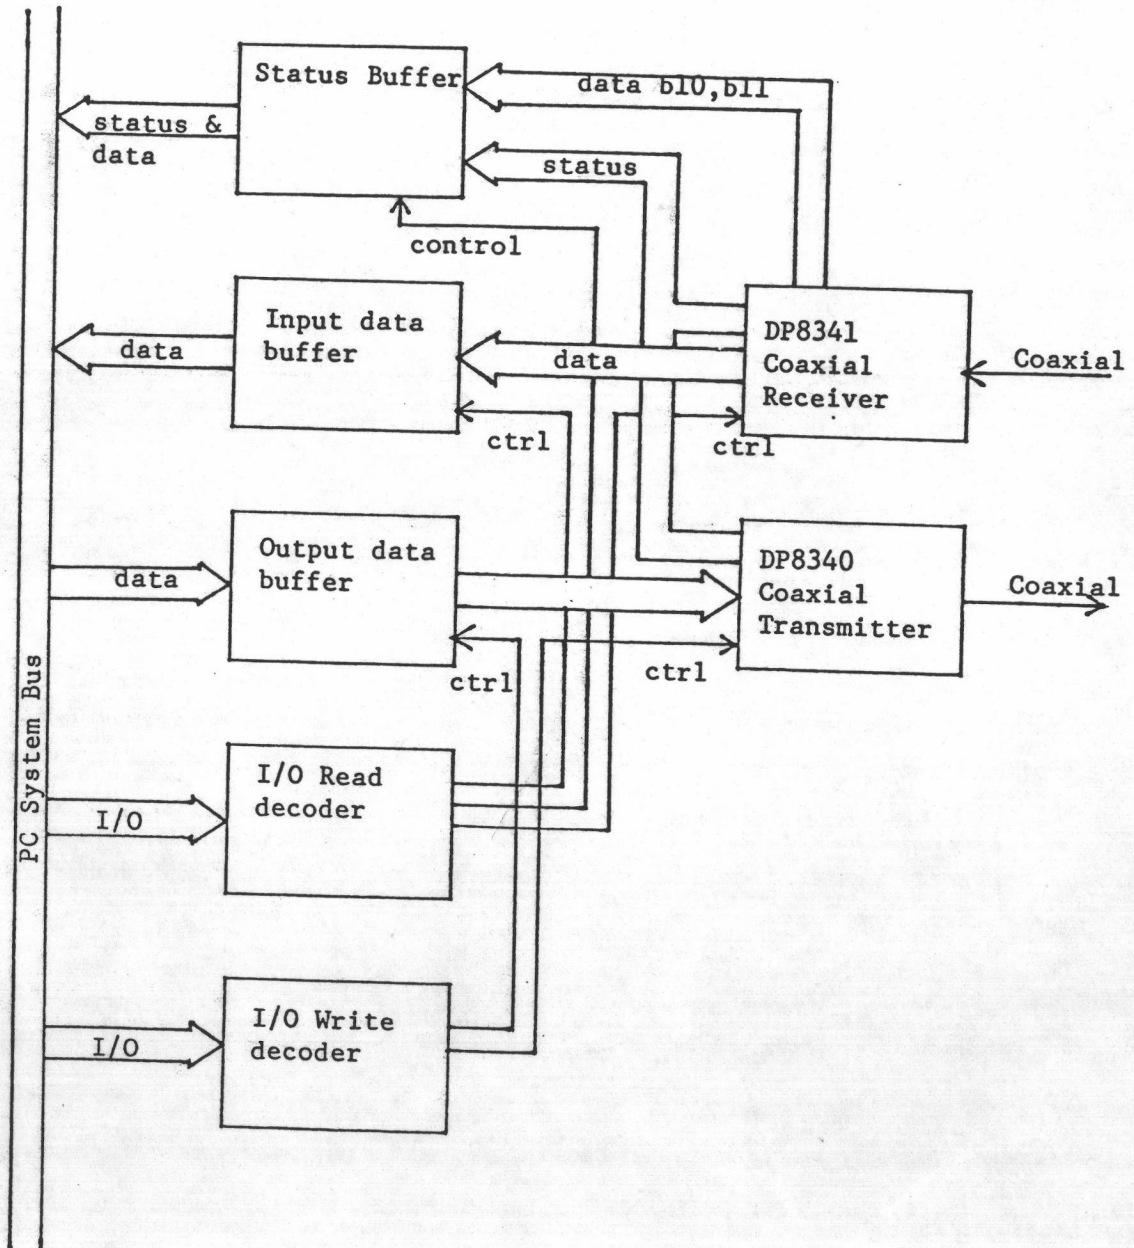 Status Buffer
data b10,b11
status &
data
status
control
Input data
buffer
data
data
DP8341
Coaxial
Receiver
Coaxial
ctrl
ctrl
Output data
buffer
data
DP8340
Coaxial
Transmitter
Coaxial
ctrl
ctrl
PC System Bus
I/O Read
decoder
I/O
I/O Write
decoder
I/O